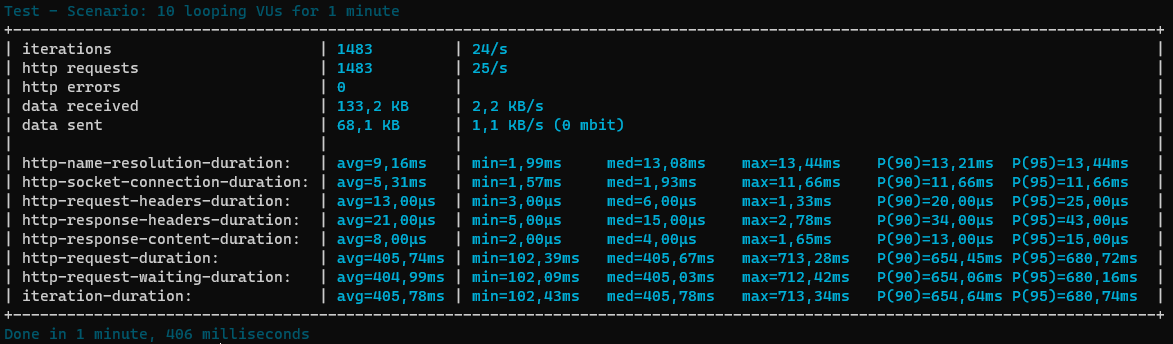 Test - Scenario: 10 looping VUs for 1 minute
+------------------------------------------------------------------------------------------------------------------------------+
| iterations                       | 1483         | 24/s                                                                        |
| http requests                    | 1483         | 25/s                                                                        |
| http errors                      | 0            |                                                                             |
| data received                    | 133,2 KB     | 2,2 KB/s                                                                    |
| data sent                        | 68,1 KB      | 1,1 KB/s (0 mbit)                                                           |
|                                  |              |                                                                             |
| http-name-resolution-duration:   | avg=9,16ms   | min=1,99ms     med=13,08ms    max=13,44ms    P(90)=13,21ms  P(95)=13,44ms   |
| http-socket-connection-duration: | avg=5,31ms   | min=1,57ms     med=1,93ms     max=11,66ms    P(90)=11,66ms  P(95)=11,66ms   |
| http-request-headers-duration:   | avg=13,00µs  | min=3,00µs     med=6,00µs     max=1,33ms     P(90)=20,00µs  P(95)=25,00µs   |
| http-response-headers-duration:  | avg=21,00µs  | min=5,00µs     med=15,00µs    max=2,78ms     P(90)=34,00µs  P(95)=43,00µs   |
| http-response-content-duration:  | avg=8,00µs   | min=2,00µs     med=4,00µs     max=1,65ms     P(90)=13,00µs  P(95)=15,00µs   |
| http-request-duration:           | avg=405,74ms | min=102,39ms   med=405,67ms   max=713,28ms   P(90)=654,45ms P(95)=680,72ms  |
| http-request-waiting-duration:   | avg=404,99ms | min=102,09ms   med=405,03ms   max=712,42ms   P(90)=654,06ms P(95)=680,16ms  |
| iteration-duration:              | avg=405,78ms | min=102,43ms   med=405,78ms   max=713,34ms   P(90)=654,64ms P(95)=680,74ms  |
+------------------------------------------------------------------------------------------------------------------------------+
Done in 1 minute, 406 milliseconds